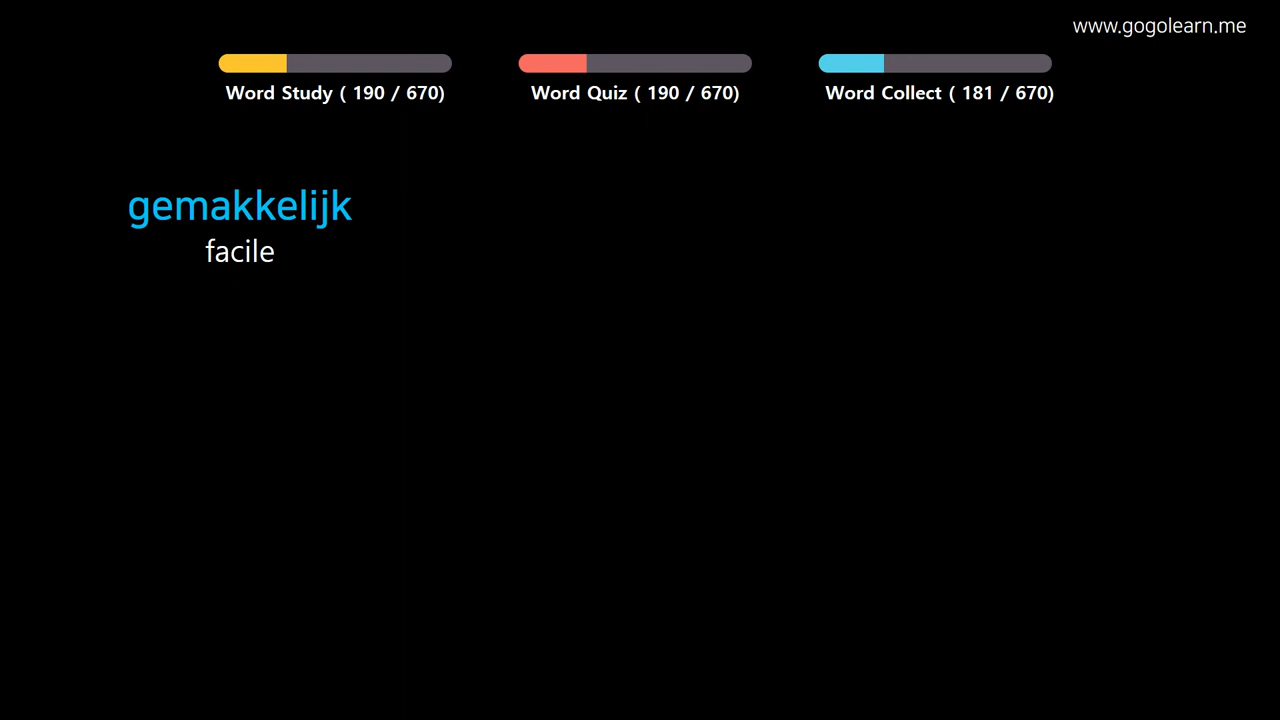 www.gogolearn.me
Word Study ( 190 / 670)
Word Quiz ( 190 / 670)
Word Collect ( 181 / 670)
gemakkelijk
facile